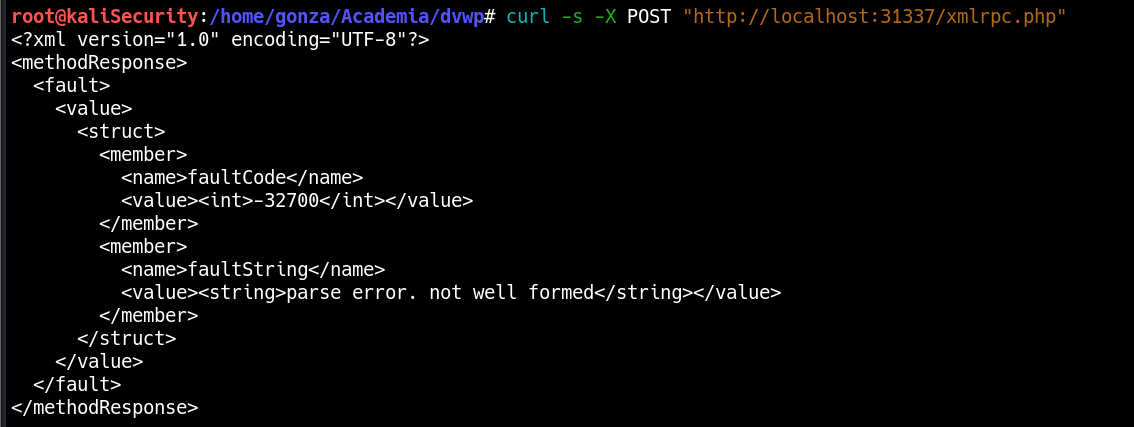 root@kaliSecurity:/home/gonza/Academia/dvwp# curl -s -X POST "http://localhost:31337/xmlrpc.php"
<?xml version="1.0" encoding="UTF-8"?>
<methodResponse>
  <fault>
    <value>
      <struct>
        <member>
          <name>faultCode</name>
          <value><int>-32700</int></value>
        </member>
        <member>
          <name>faultString</name>
          <value><string>parse error. not well formed</string></value>
        </member>
      </struct>
    </value>
  </fault>
</methodResponse>